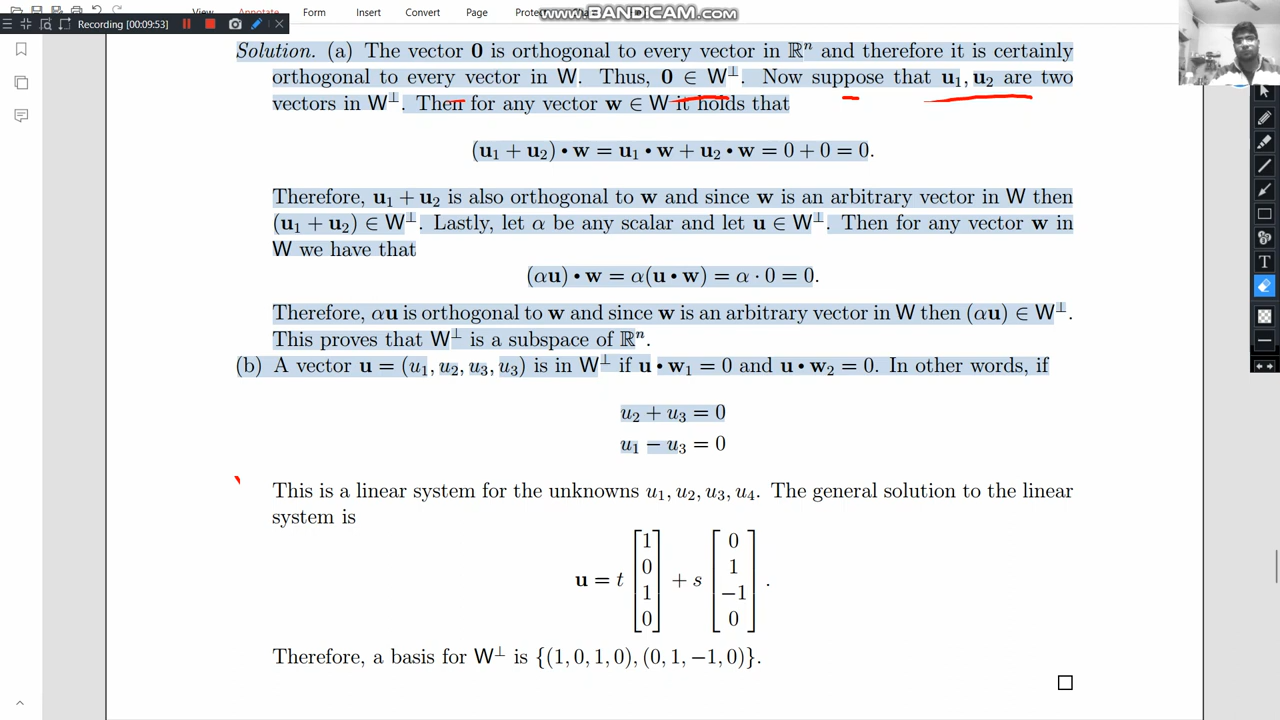 www.BANDICAM.com
Recording [00:09:53]
View Annotate Form Insert Convert Page
Solution. (a) The vector 0 is orthogonal to every vector in ℝⁿ and therefore it is certainly
orthogonal to every vector in W. Thus, 0 ∈ W⊥. Now suppose that u₁, u₂ are two
vectors in W⊥. Then for any vector w ∈ W it holds that
(u₁ + u₂) • w = u₁ • w + u₂ • w = 0 + 0 = 0.
Therefore, u₁ + u₂ is also orthogonal to w and since w is an arbitrary vector in W then
(u₁ + u₂) ∈ W⊥. Lastly, let α be any scalar and let u ∈ W⊥. Then for any vector w in
W we have that
(αu) • w = α(u • w) = α · 0 = 0.
Therefore, αu is orthogonal to w and since w is an arbitrary vector in W then (αu) ∈ W⊥.
This proves that W⊥ is a subspace of ℝⁿ.
(b) A vector u = (u₁, u₂, u₃, u₃) is in W⊥ if u • w₁ = 0 and u • w₂ = 0. In other words, if
u₂ + u₃ = 0
u₁ − u₃ = 0
This is a linear system for the unknowns u₁, u₂, u₃, u₄. The general solution to the linear
system is
1 0
0 1
u = t + s .
1 −1
0 0
Therefore, a basis for W⊥ is {(1, 0, 1, 0), (0, 1, −1, 0)}.